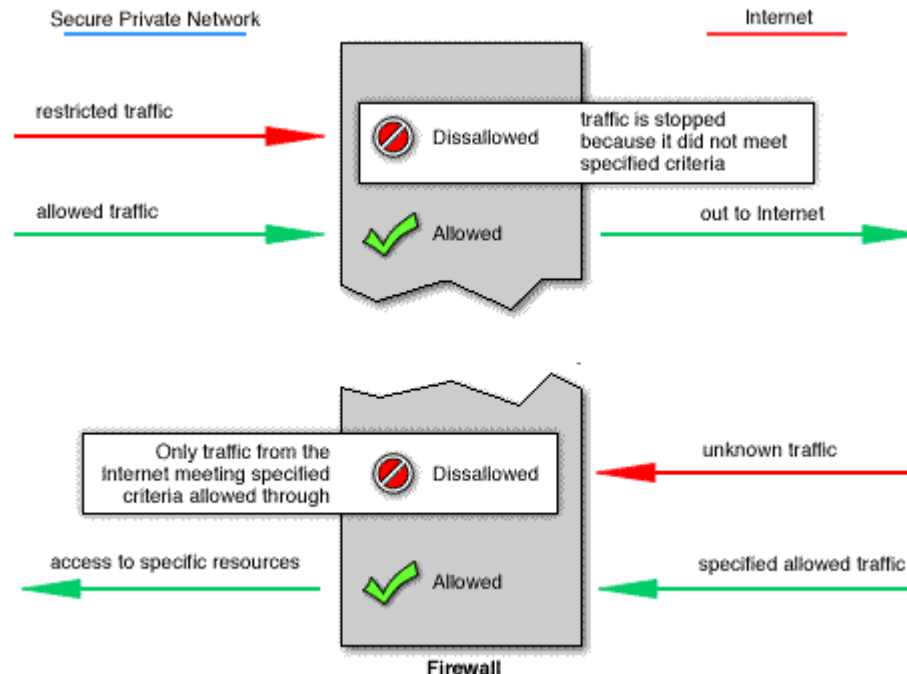 Secure Private Network
Internet
restricted traffic
Dissallowed
traffic is stopped
because it did not meet
specified criteria
allowed traffic
Allowed
out to Internet
Only traffic from the
Internet meeting specified
criteria allowed through
Dissallowed
unknown traffic
access to specific resources
Allowed
specified allowed traffic
Firewall